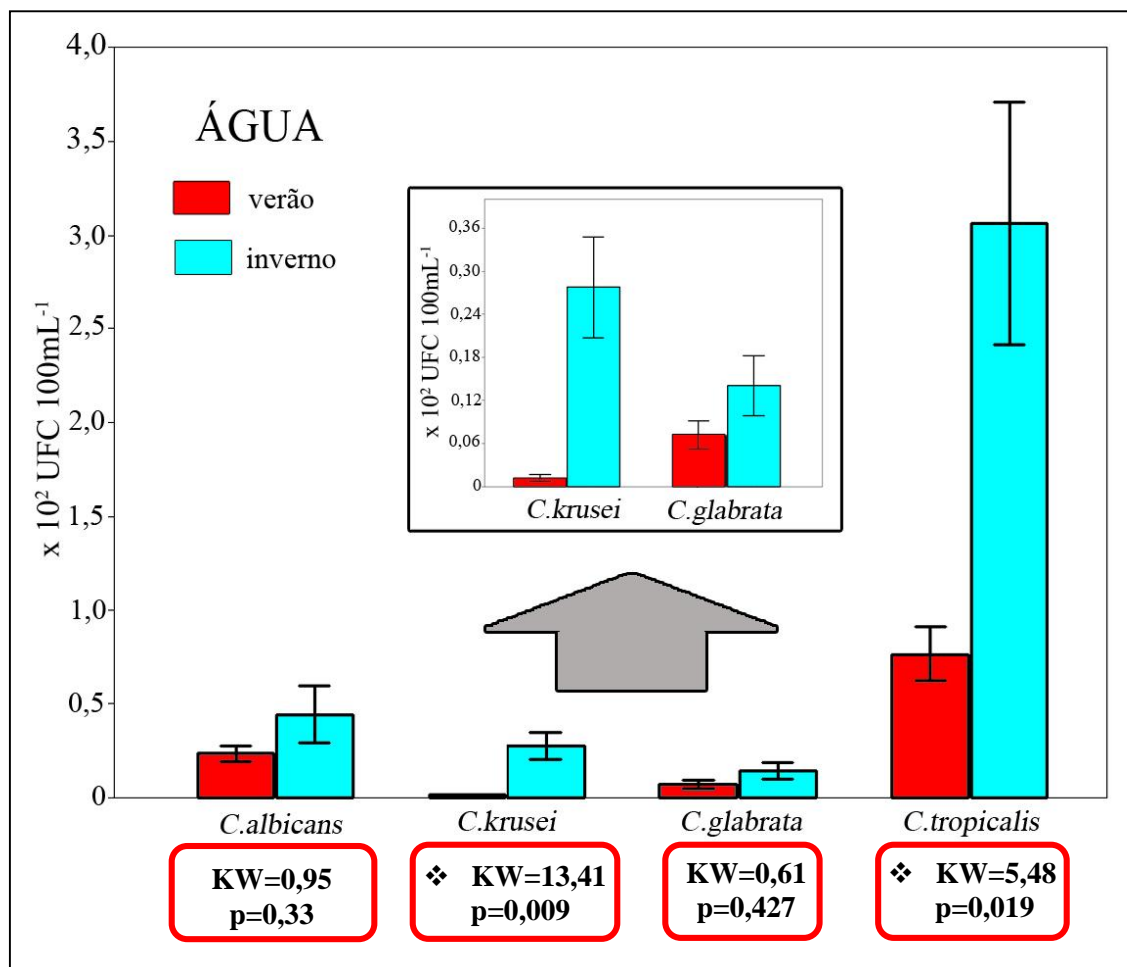 4,0
3,5
3,0
2,5
2,0
1,5
1,0
0,5
0
x 10² UFC 100mL⁻¹
ÁGUA
verão
inverno
0,36
0,30
0,24
0,18
0,12
0,06
0
x 10² UFC 100mL⁻¹
C.krusei C.glabrata
C.albicans C.krusei C.glabrata C.tropicalis
KW=0,95
p=0,33
❖ KW=13,41
p=0,009
KW=0,61
p=0,427
❖ KW=5,48
p=0,019